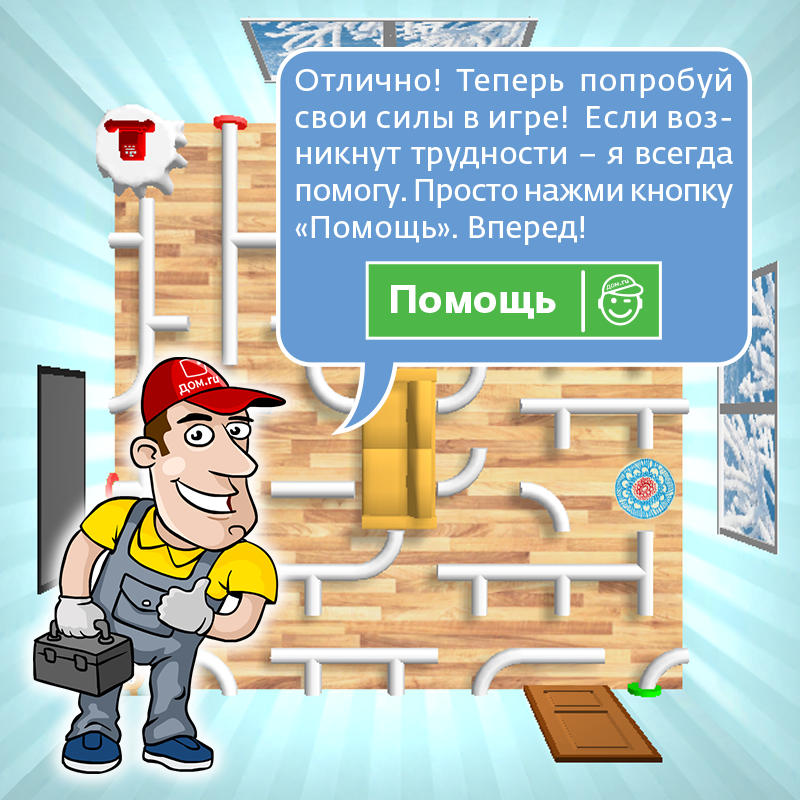 Отлично! Теперь попробуй
свои силы в игре! Если воз-
никнут трудности – я всегда
помогу. Просто нажми кнопку
«Помощь». Вперед!
Помощь
дом.ru
дом.ru